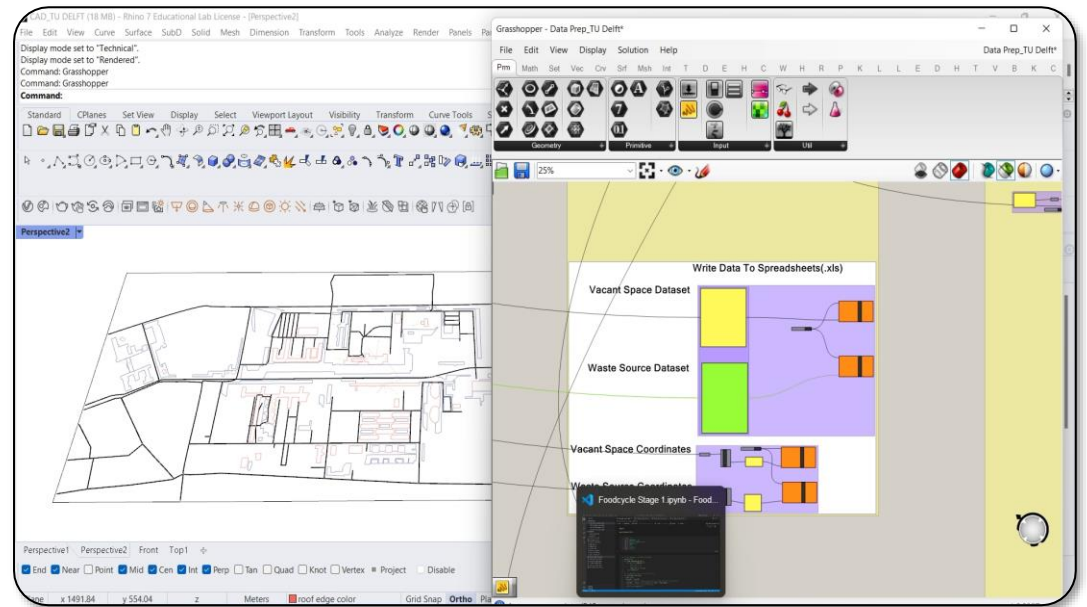 CAD_TU DELFT (18 MB) - Rhino 7 Educational Lab License - [Perspective2]
File Edit View Curve Surface SubD Solid Mesh Dimension Transform Tools Analyze Render Panels
Display mode set to "Technical".
Display mode set to "Rendered".
Command: Grasshopper
Command: Grasshopper
Command:
Standard CPlanes Set View Display Select Viewport Layout Visibility Transform Curve Tools
Perspective2
Perspective1 Perspective2 Front Top1
End Near Point Mid Cen Int Perp Tan Quad Knot Vertex Project Disable
x 1491.84 y 554.04 z Meters roof edge color Grid Snap Ortho
Grasshopper - Data Prep_TU Delft*
File Edit View Display Solution Help Data Prep_TU Delft*
Prm Math Set Vec Crv Srf Msh Int T D E H C W H R P K L L E D H T V B K C
Geometry Primitive Input Util
25%
Write Data To Spreadsheets(.xls)
Vacant Space Dataset
Waste Source Dataset
Vacant Space Coordinates
Waste Source Coordinates
Foodcycle Stage 1.ipynb - Food...